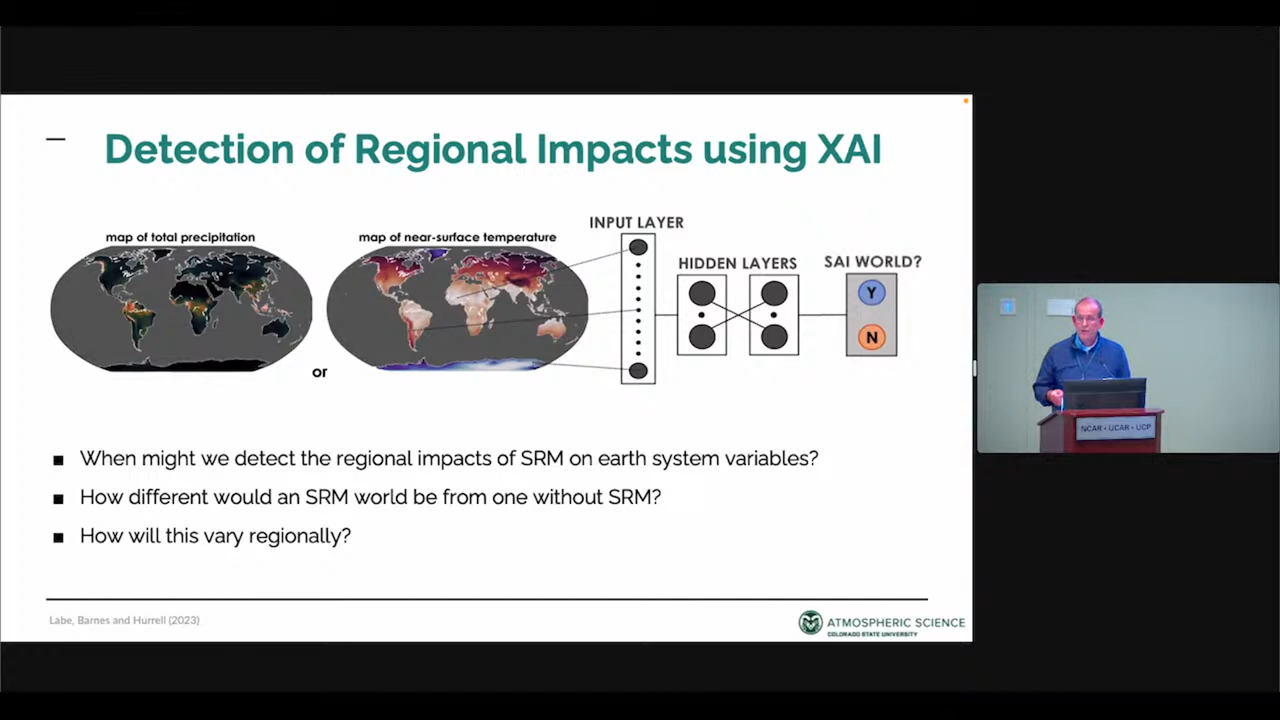 Detection of Regional Impacts using XAI
map of total precipitation
or
map of near-surface temperature
INPUT LAYER
HIDDEN LAYERS
SAI WORLD?
Y
N
■ When might we detect the regional impacts of SRM on earth system variables?
■ How different would an SRM world be from one without SRM?
■ How will this vary regionally?
Labe, Barnes and Hurrell (2023)
ATMOSPHERIC SCIENCE
COLORADO STATE UNIVERSITY
NCAR • UCAR • UCP